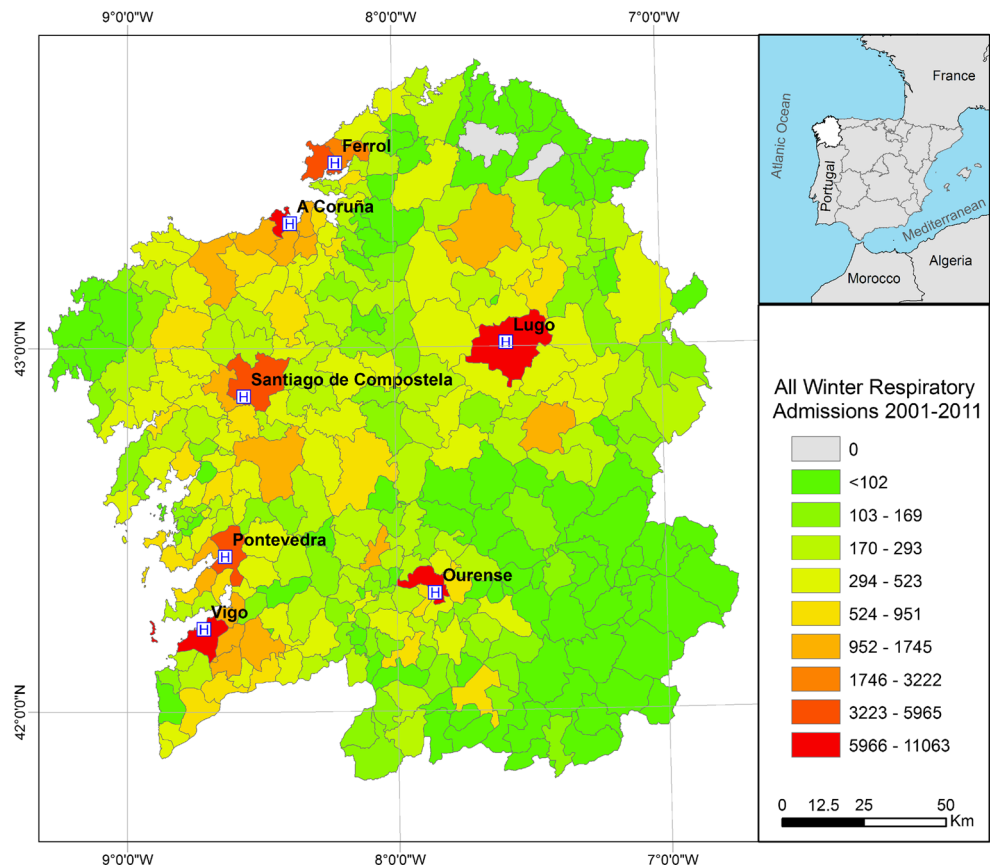 9°0'0"W
8°0'0"W
7°0'0"W
Ferrol
H
A Coruña
H
Lugo
H
43°0'0"N
Santiago de Compostela
H
Pontevedra
H
Ourense
H
Vigo
H
42°0'0"N
9°0'0"W
8°0'0"W
7°0'0"W
France
Atlanic Ocean
Portugal
Mediterranean
Algeria
Morocco
All Winter Respiratory
Admissions 2001-2011
0
<102
103 - 169
170 - 293
294 - 523
524 - 951
952 - 1745
1746 - 3222
3223 - 5965
5966 - 11063
0 12.5 25 50
Km